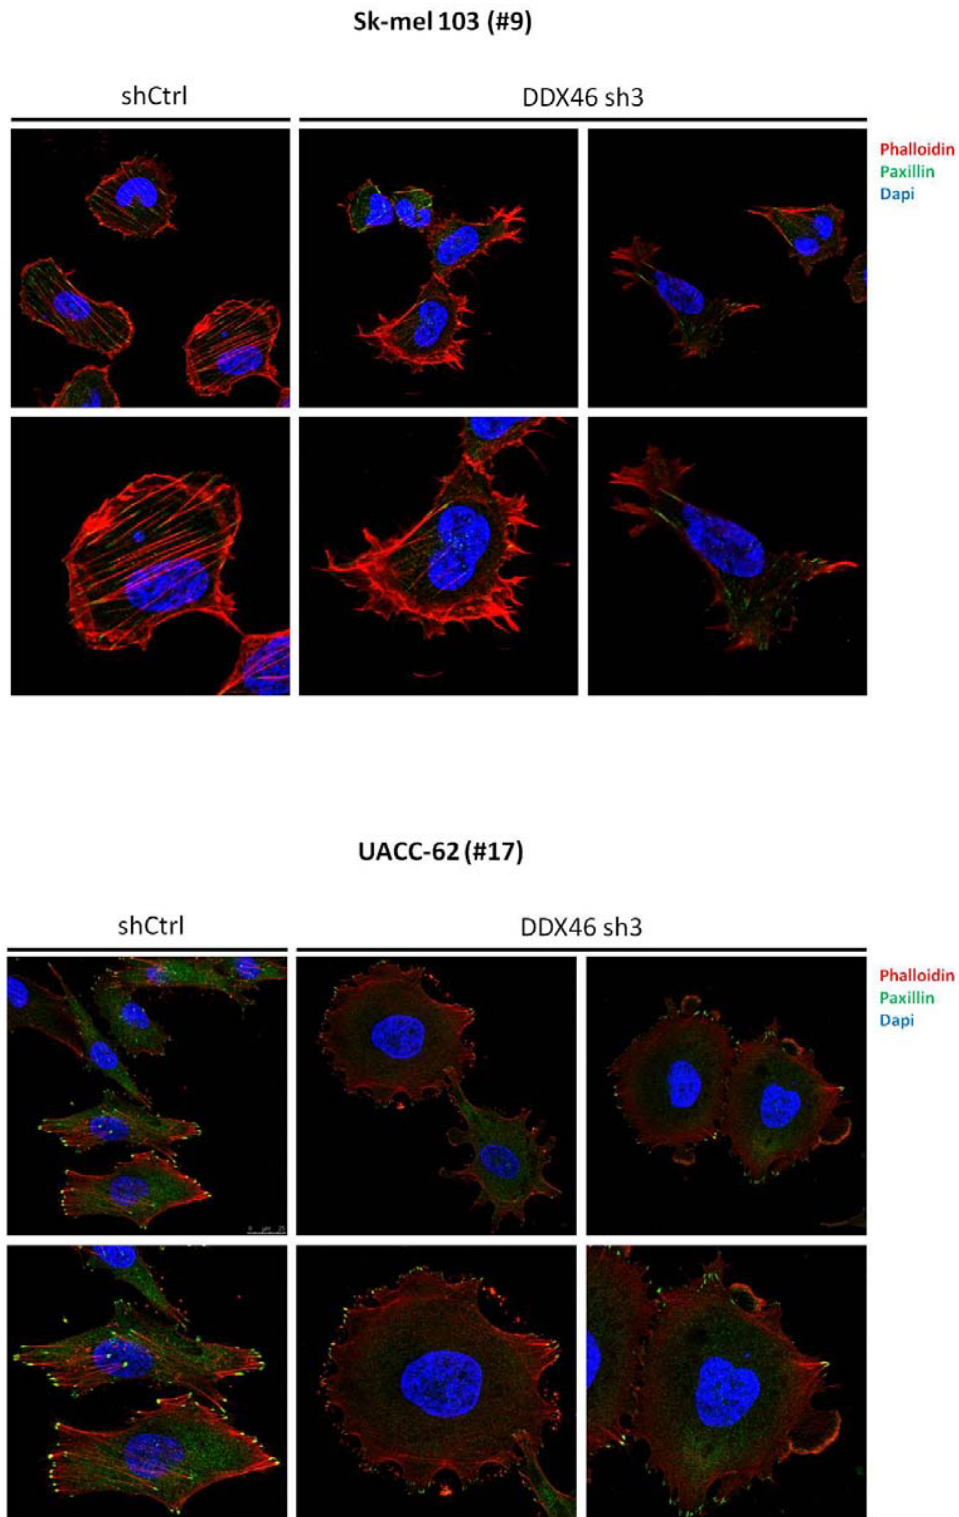 Sk-mel 103 (#9)
shCtrl
DDX46 sh3
Phalloidin
Paxillin
Dapi
UACC-62 (#17)
shCtrl
DDX46 sh3
Phalloidin
Paxillin
Dapi